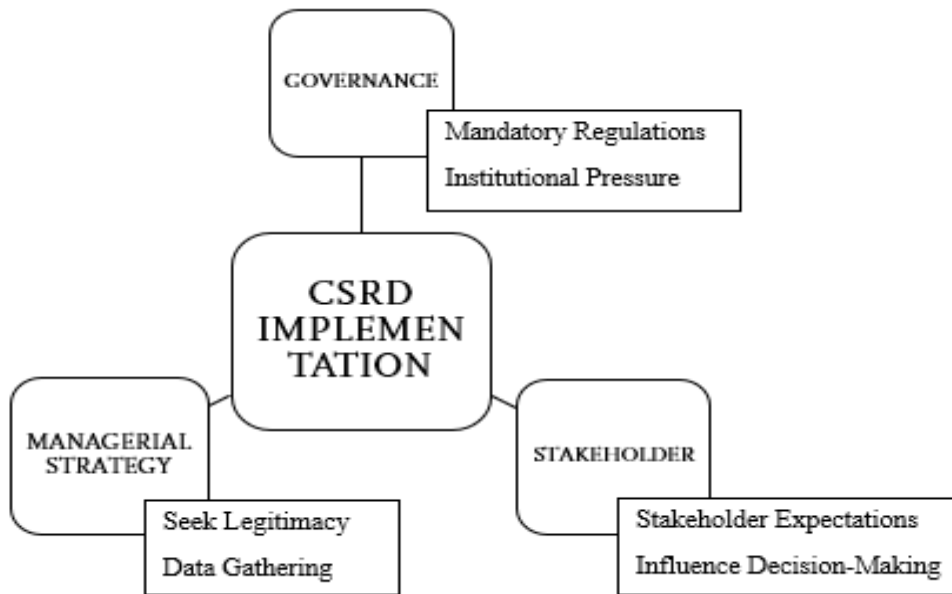 GOVERNANCE
Mandatory Regulations
Institutional Pressure
CSRD
IMPLEMEN
TATION
MANAGERIAL
STRATEGY
Seek Legitimacy
Data Gathering
STAKEHOLDER
Stakeholder Expectations
Influence Decision-Making